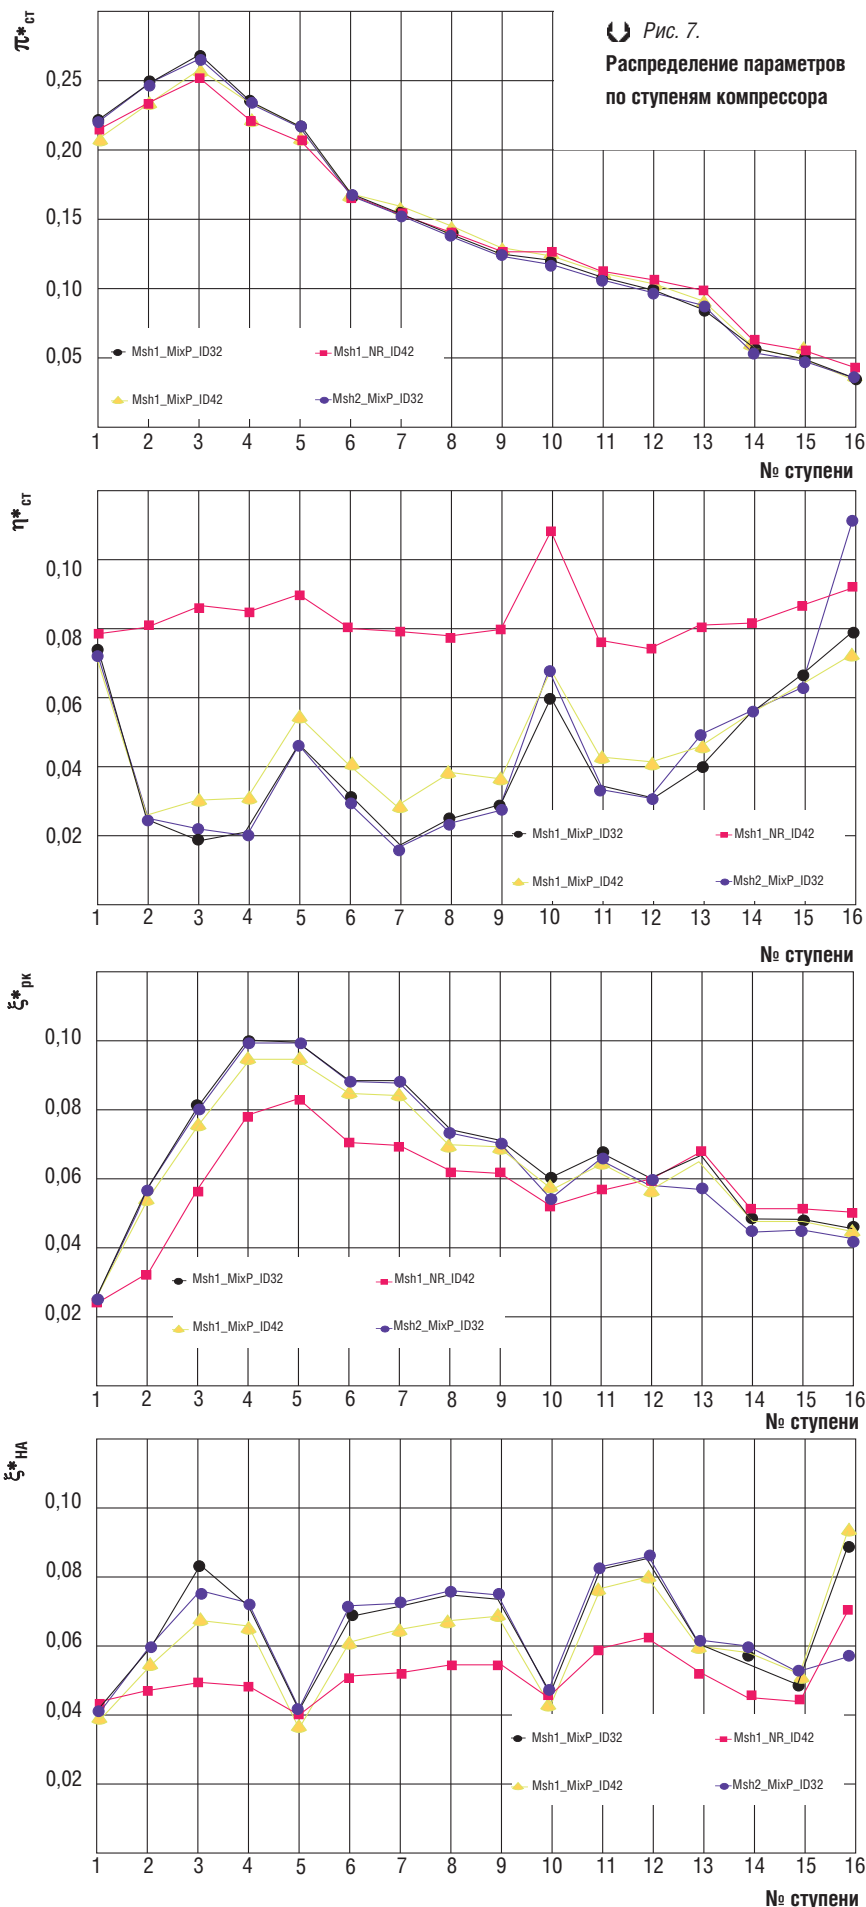 Рис. 7.
Распределение параметров
по ступеням компрессора
π*ст
0,25
0,20
0,15
0,10
0,05
Msh1_MixP_ID32
Msh1_NR_ID42
Msh1_MixP_ID42
Msh2_MixP_ID32
1 2 3 4 5 6 7 8 9 10 11 12 13 14 15 16
№ ступени
η*ст
0,10
0,08
0,06
0,04
0,02
Msh1_MixP_ID32
Msh1_NR_ID42
Msh1_MixP_ID42
Msh2_MixP_ID32
1 2 3 4 5 6 7 8 9 10 11 12 13 14 15 16
№ ступени
ξ*рк
0,10
0,08
0,06
0,04
0,02
Msh1_MixP_ID32
Msh1_NR_ID42
Msh1_MixP_ID42
Msh2_MixP_ID32
1 2 3 4 5 6 7 8 9 10 11 12 13 14 15 16
№ ступени
ξ*НА
0,10
0,08
0,06
0,04
0,02
Msh1_MixP_ID32
Msh1_NR_ID42
Msh1_MixP_ID42
Msh2_MixP_ID32
1 2 3 4 5 6 7 8 9 10 11 12 13 14 15 16
№ ступени